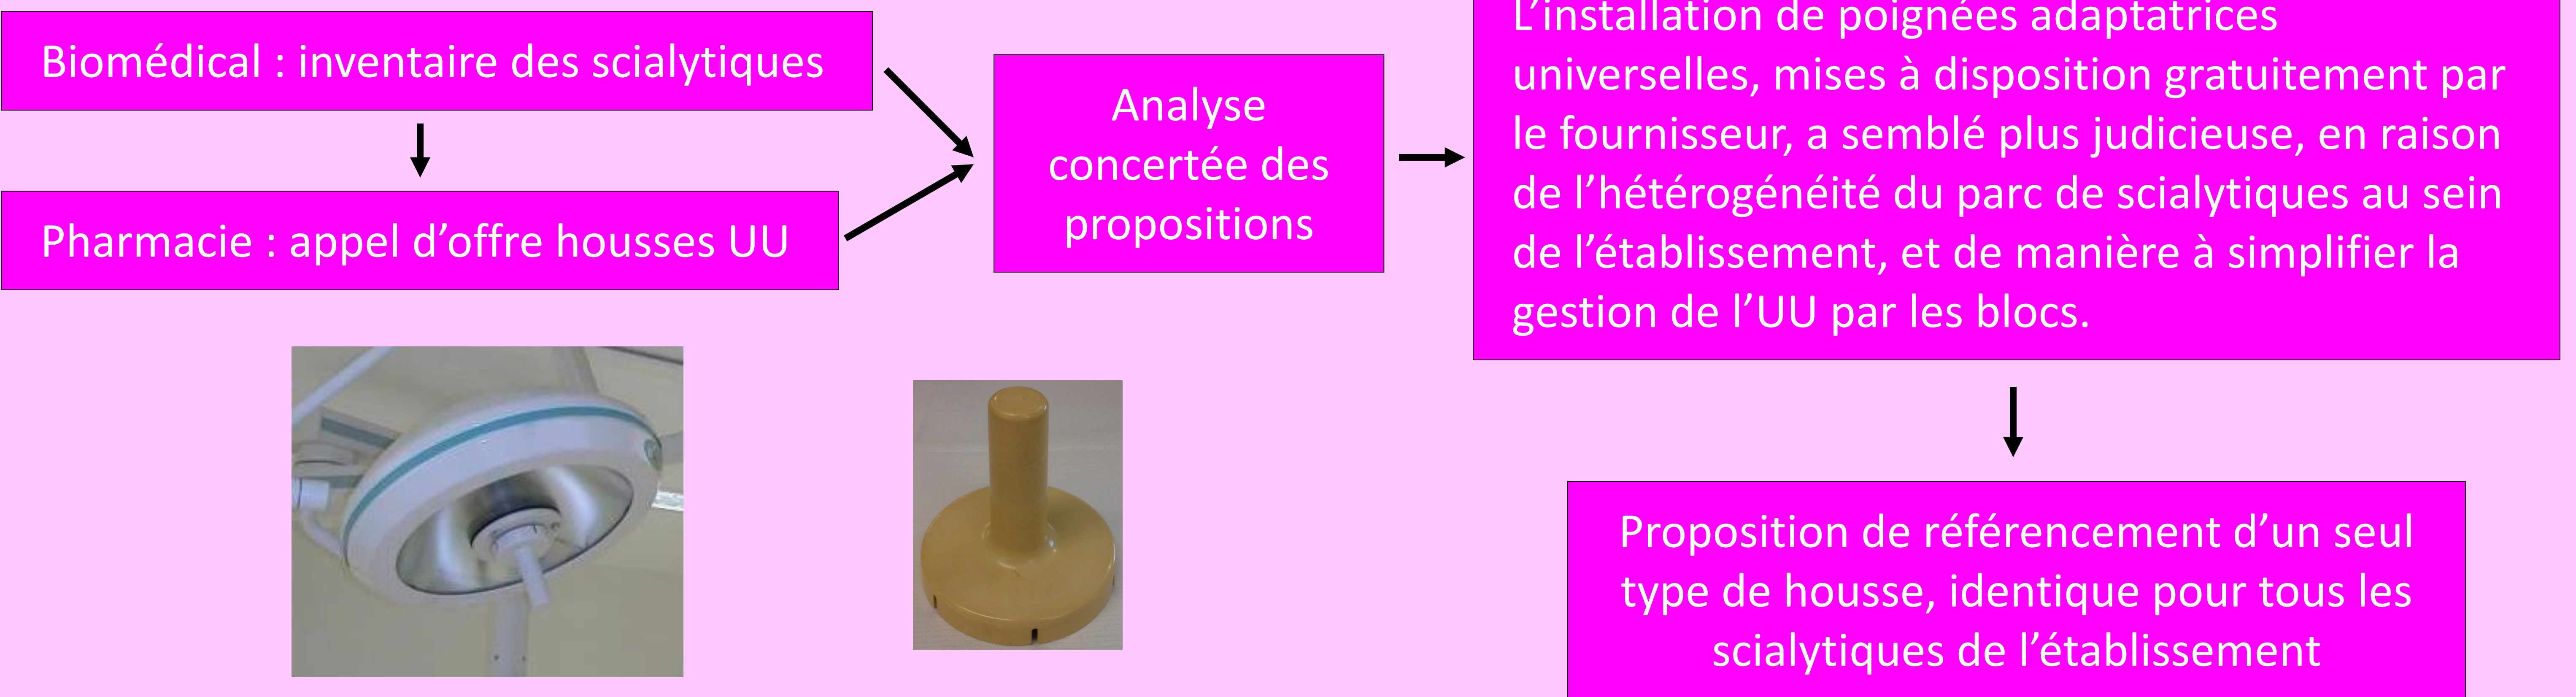 Biomédical : inventaire des scialytiques
Pharmacie : appel d’offre housses UU
Analyse
concertée des
propositions
L’installation de poignées adaptatrices
universelles, mises à disposition gratuitement par
le fournisseur, a semblé plus judicieuse, en raison
de l’hétérogénéité du parc de scialytiques au sein
de l’établissement, et de manière à simplifier la
gestion de l’UU par les blocs.
Proposition de référencement d’un seul
type de housse, identique pour tous les
scialytiques de l’établissement